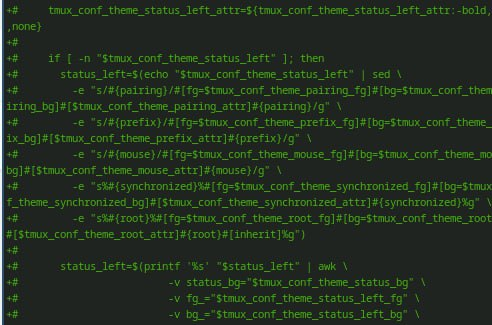 +#     tmux_conf_theme_status_left_attr=${tmux_conf_theme_status_left_attr:-bold,
,none}
+#
+#     if [ -n "$tmux_conf_theme_status_left" ]; then
+#       status_left=$(echo "$tmux_conf_theme_status_left" | sed \
+#         -e "s/#{pairing}/#[fg=$tmux_conf_theme_pairing_fg]#[bg=$tmux_conf_theme
iring_bg]#[$tmux_conf_theme_pairing_attr]#{pairing}/g" \
+#         -e "s/#{prefix}/#[fg=$tmux_conf_theme_prefix_fg]#[bg=$tmux_conf_theme_
ix_bg]#[$tmux_conf_theme_prefix_attr]#{prefix}/g" \
+#         -e "s/#{mouse}/#[fg=$tmux_conf_theme_mouse_fg]#[bg=$tmux_conf_theme_mo
bg]#[$tmux_conf_theme_mouse_attr]#{mouse}/g" \
+#         -e "s%#{synchronized}%#[fg=$tmux_conf_theme_synchronized_fg]#[bg=$tmux
f_theme_synchronized_bg]#[$tmux_conf_theme_synchronized_attr]#{synchronized}%g" \
+#         -e "s%#{root}%#[fg=$tmux_conf_theme_root_fg]#[bg=$tmux_conf_theme_root
#[$tmux_conf_theme_root_attr]#{root}#[inherit]%g")
+#
+#       status_left=$(printf '%s' "$status_left" | awk \
+#                         -v status_bg="$tmux_conf_theme_status_bg" \
+#                         -v fg_="$tmux_conf_theme_status_left_fg" \
+#                         -v bg_="$tmux_conf_theme_status_left_bg" \